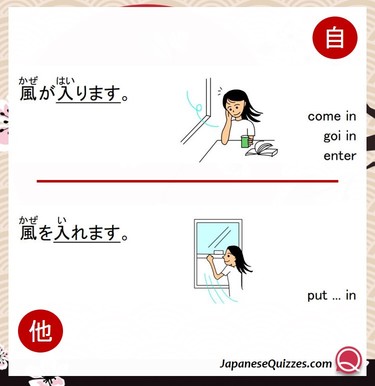 自
かぜ はい
風が入ります。
come in
goi in
enter
かぜ い
風を入れます。
put ... in
他
JapaneseQuizzes.com